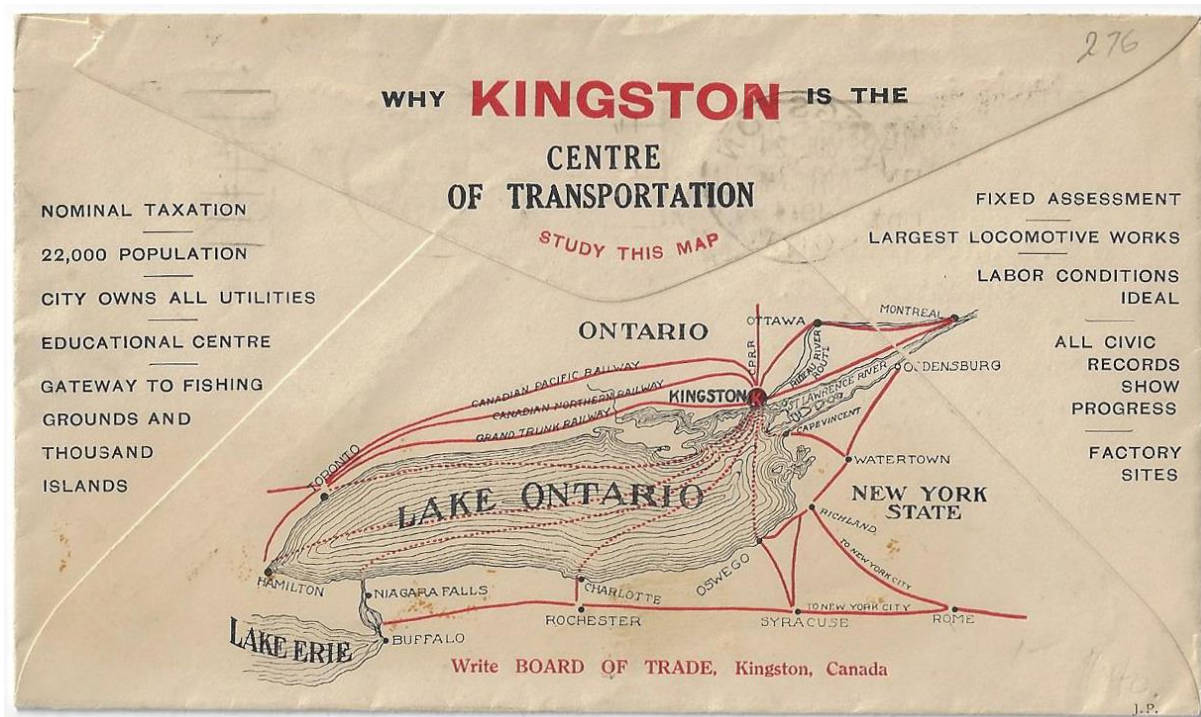 276
WHY KINGSTON IS THE
CENTRE
OF TRANSPORTATION
STUDY THIS MAP
NOMINAL TAXATION
22,000 POPULATION
CITY OWNS ALL UTILITIES
EDUCATIONAL CENTRE
GATEWAY TO FISHING
GROUNDS AND
THOUSAND
ISLANDS
FIXED ASSESSMENT
LARGEST LOCOMOTIVE WORKS
LABOR CONDITIONS
IDEAL
ALL CIVIC
RECORDS
SHOW
PROGRESS
FACTORY
SITES
ONTARIO
OTTAWA
MONTREAL
C.P.R.R
RIDEAU RIVER
ROUTE
CANADIAN PACIFIC RAILWAY
CANADIAN NORTHERN RAILWAY
GRAND TRUNK RAILWAY
KINGSTON K
ST LAWRENCE RIVER
OGDENSBURG
CAPE VINCENT
TORONTO
WATERTOWN
LAKE ONTARIO
NEW YORK
STATE
RICHLAND
TO NEW YORK CITY
HAMILTON
NIAGARA FALLS
CHARLOTTE
OSWEGO
ROCHESTER
SYRACUSE
TO NEW YORK CITY
ROME
LAKE ERIE
BUFFALO
Write BOARD OF TRADE, Kingston, Canada
J.P.